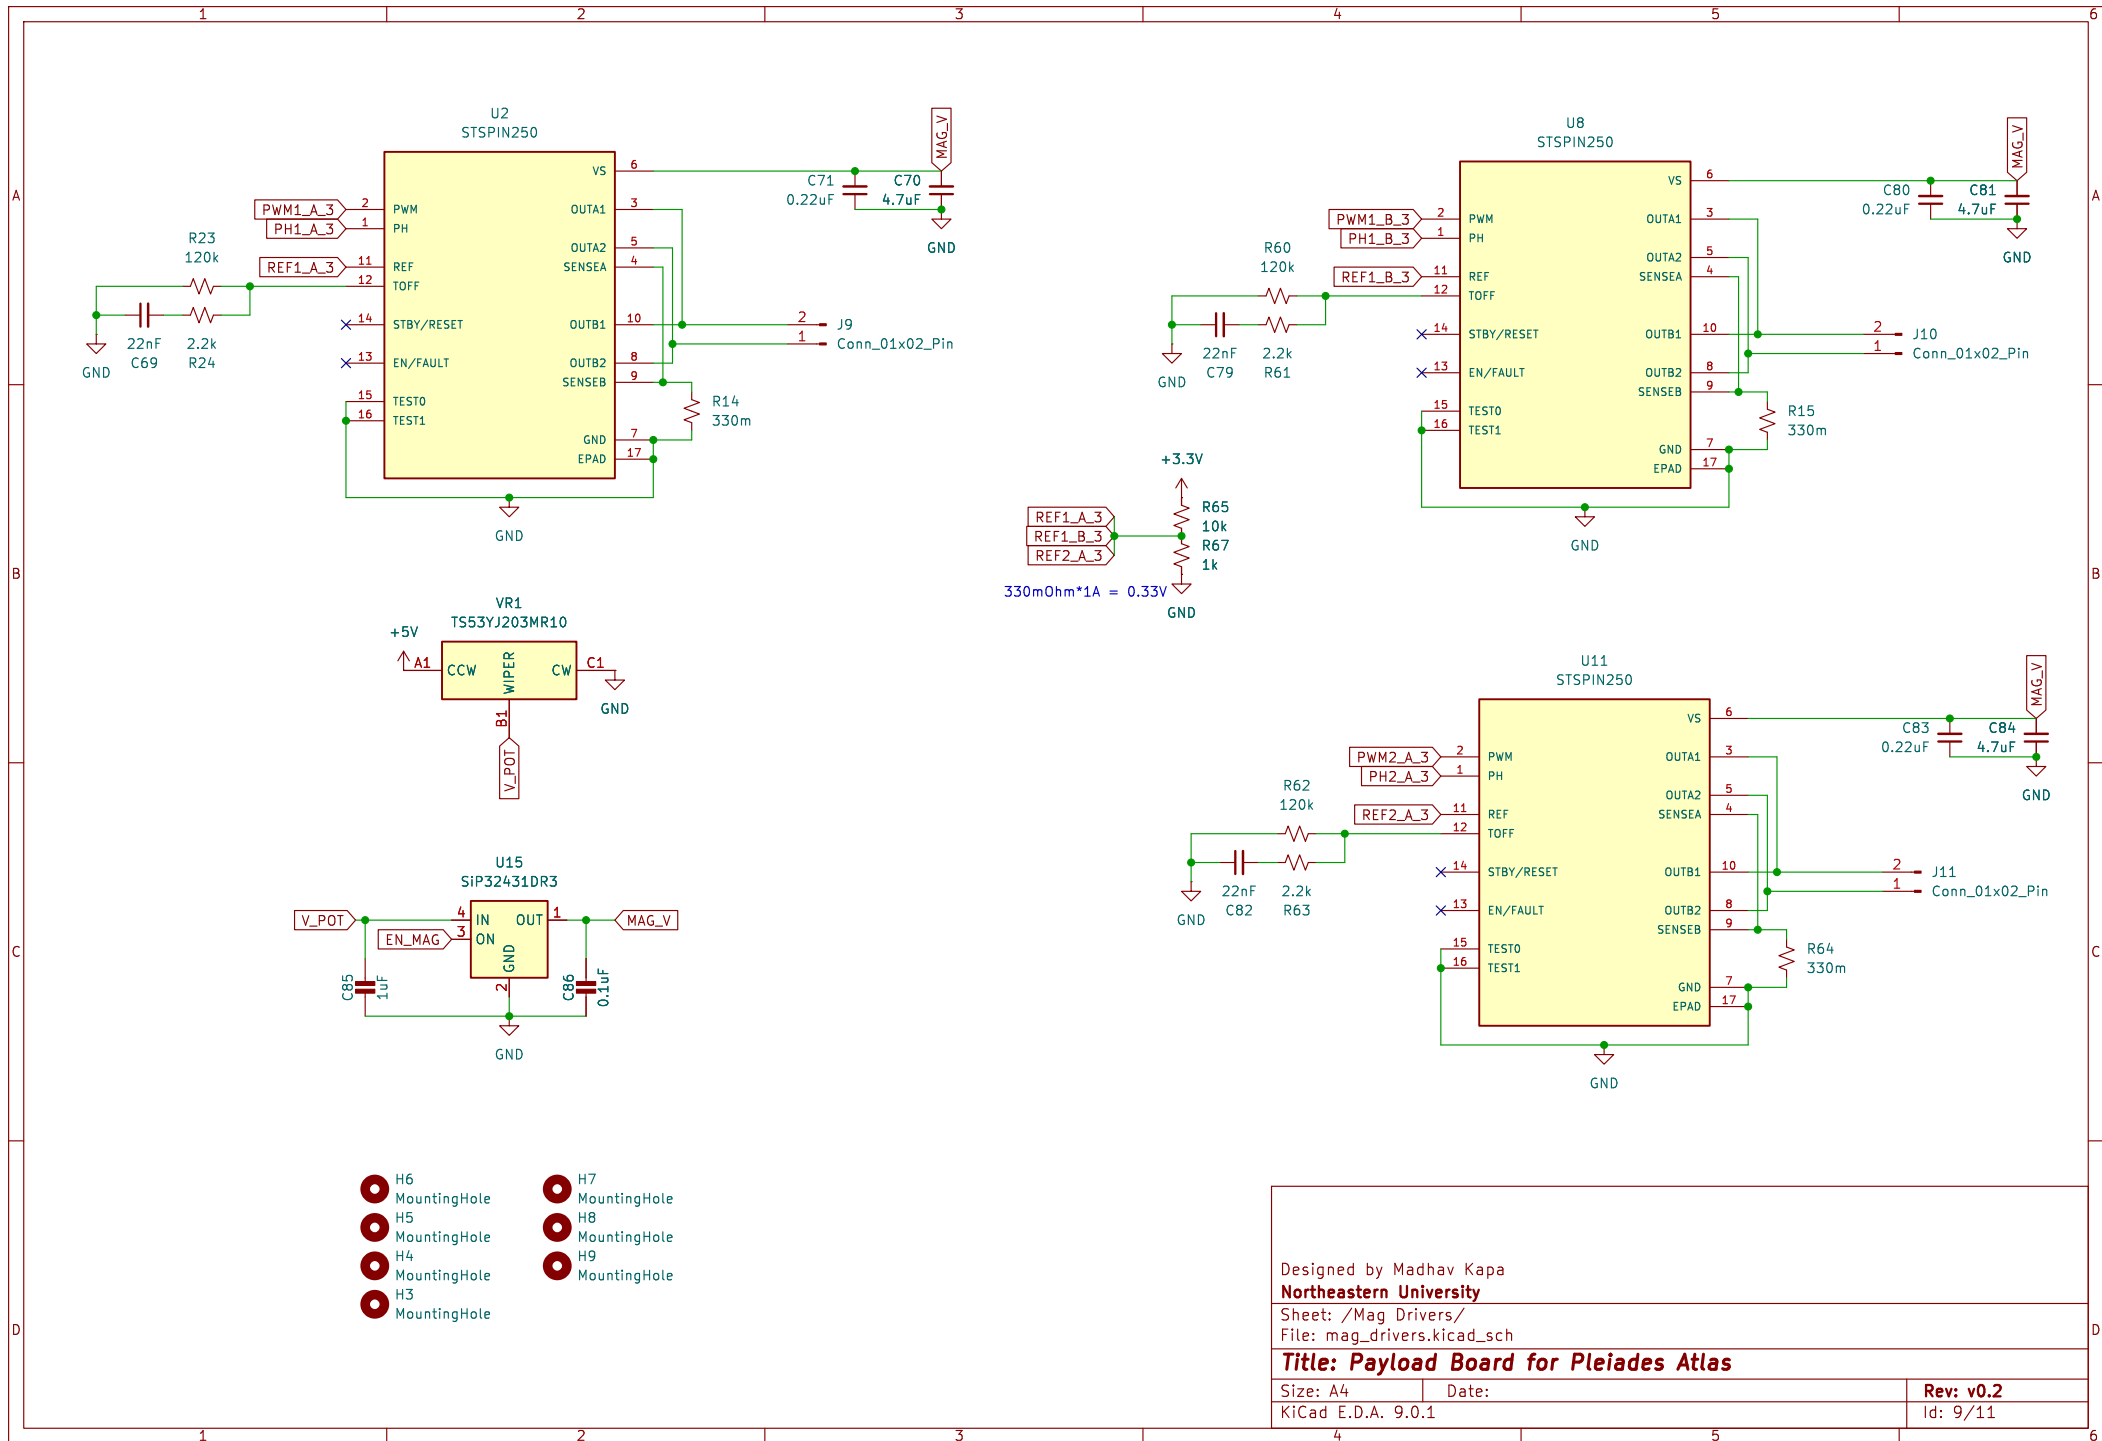 1 2 3 4 5 6
A A
B B
C C
D D
1 2 3 4 5 6
U2
STSPIN250
VS 6
2 PWM
1 PH
11 REF
12 TOFF
14 STBY/RESET
13 EN/FAULT
15 TEST0
16 TEST1
OUTA1 3
OUTA2 5
SENSEA 4
OUTB1 10
OUTB2 8
SENSEB 9
GND 7
EPAD 17
PWM1_A_3
PH1_A_3
REF1_A_3
R23
120k
22nF
C69
2.2k
R24
GND
MAG_V
C71
0.22uF
C70
4.7uF
GND
2 J9
1 Conn_01x02_Pin
R14
330m
GND
U8
STSPIN250
VS 6
2 PWM
1 PH
11 REF
12 TOFF
14 STBY/RESET
13 EN/FAULT
15 TEST0
16 TEST1
OUTA1 3
OUTA2 5
SENSEA 4
OUTB1 10
OUTB2 8
SENSEB 9
GND 7
EPAD 17
PWM1_B_3
PH1_B_3
REF1_B_3
R60
120k
22nF
C79
2.2k
R61
GND
MAG_V
C80
0.22uF
C81
4.7uF
GND
2 J10
1 Conn_01x02_Pin
R15
330m
GND
+3.3V
REF1_A_3
REF1_B_3
REF2_A_3
R65
10k
R67
1k
330mOhm*1A = 0.33V
GND
VR1
TS53YJ203MR10
+5V
A1 CCW
WIPER
CW C1
B1
GND
V_POT
U11
STSPIN250
VS 6
2 PWM
1 PH
11 REF
12 TOFF
14 STBY/RESET
13 EN/FAULT
15 TEST0
16 TEST1
OUTA1 3
OUTA2 5
SENSEA 4
OUTB1 10
OUTB2 8
SENSEB 9
GND 7
EPAD 17
PWM2_A_3
PH2_A_3
REF2_A_3
R62
120k
22nF
C82
2.2k
R63
GND
MAG_V
C83
0.22uF
C84
4.7uF
GND
2 J11
1 Conn_01x02_Pin
R64
330m
GND
U15
SiP32431DR3
V_POT
EN_MAG
4 IN
3 ON
OUT 1
GND
2
MAG_V
C85
1uF
C86
0.1uF
GND
H6
MountingHole
H5
MountingHole
H4
MountingHole
H3
MountingHole
H7
MountingHole
H8
MountingHole
H9
MountingHole
Designed by Madhav Kapa
Northeastern University
Sheet: /Mag Drivers/
File: mag_drivers.kicad_sch
Title: Payload Board for Pleiades Atlas
Size: A4 Date: Rev: v0.2
KiCad E.D.A. 9.0.1 Id: 9/11